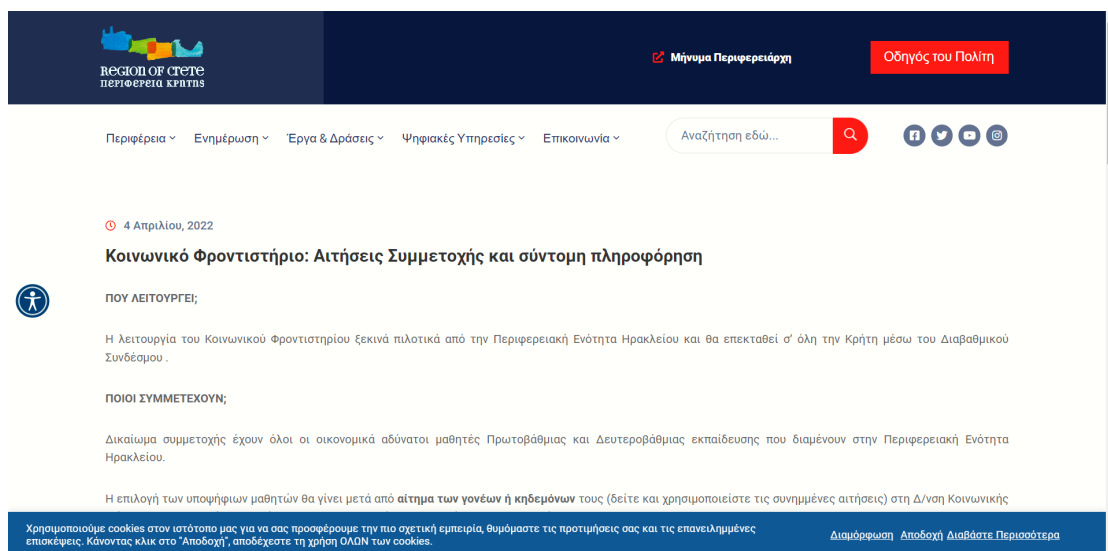 REGION OF CRETE
ΠΕΡΙΦΕΡΕΙΑ ΚΡΗΤΗΣ
Μήνυμα Περιφερειάρχη
Οδηγός του Πολίτη
Περιφέρεια
Ενημέρωση
Έργα & Δράσεις
Ψηφιακές Υπηρεσίες
Επικοινωνία
Αναζήτηση εδώ...
4 Απριλίου, 2022
Κοινωνικό Φροντιστήριο: Αιτήσεις Συμμετοχής και σύντομη πληροφόρηση
ΠΟΥ ΛΕΙΤΟΥΡΓΕΙ;
Η λειτουργία του Κοινωνικού Φροντιστηρίου ξεκινά πιλοτικά από την Περιφερειακή Ενότητα Ηρακλείου και θα επεκταθεί σ’ όλη την Κρήτη μέσω του Διαβαθμικού
Συνδέσμου .
ΠΟΙΟΙ ΣΥΜΜΕΤΕΧΟΥΝ;
Δικαίωμα συμμετοχής έχουν όλοι οι οικονομικά αδύνατοι μαθητές Πρωτοβάθμιας και Δευτεροβάθμιας εκπαίδευσης που διαμένουν στην Περιφερειακή Ενότητα
Ηρακλείου.
Η επιλογή των υποψήφιων μαθητών θα γίνει μετά από αίτημα των γονέων ή κηδεμόνων τους (δείτε και χρησιμοποιείστε τις συνημμένες αιτήσεις) στη Δ/νση Κοινωνικής
Χρησιμοποιούμε cookies στον ιστότοπο μας για να σας προσφέρουμε την πιο σχετική εμπειρία, θυμόμαστε τις προτιμήσεις σας και τις επανειλημμένες
επισκέψεις. Κάνοντας κλικ στο "Αποδοχή", αποδέχεστε τη χρήση ΟΛΩΝ των cookies.
Διαμόρφωση Αποδοχή Διαβάστε Περισσότερα